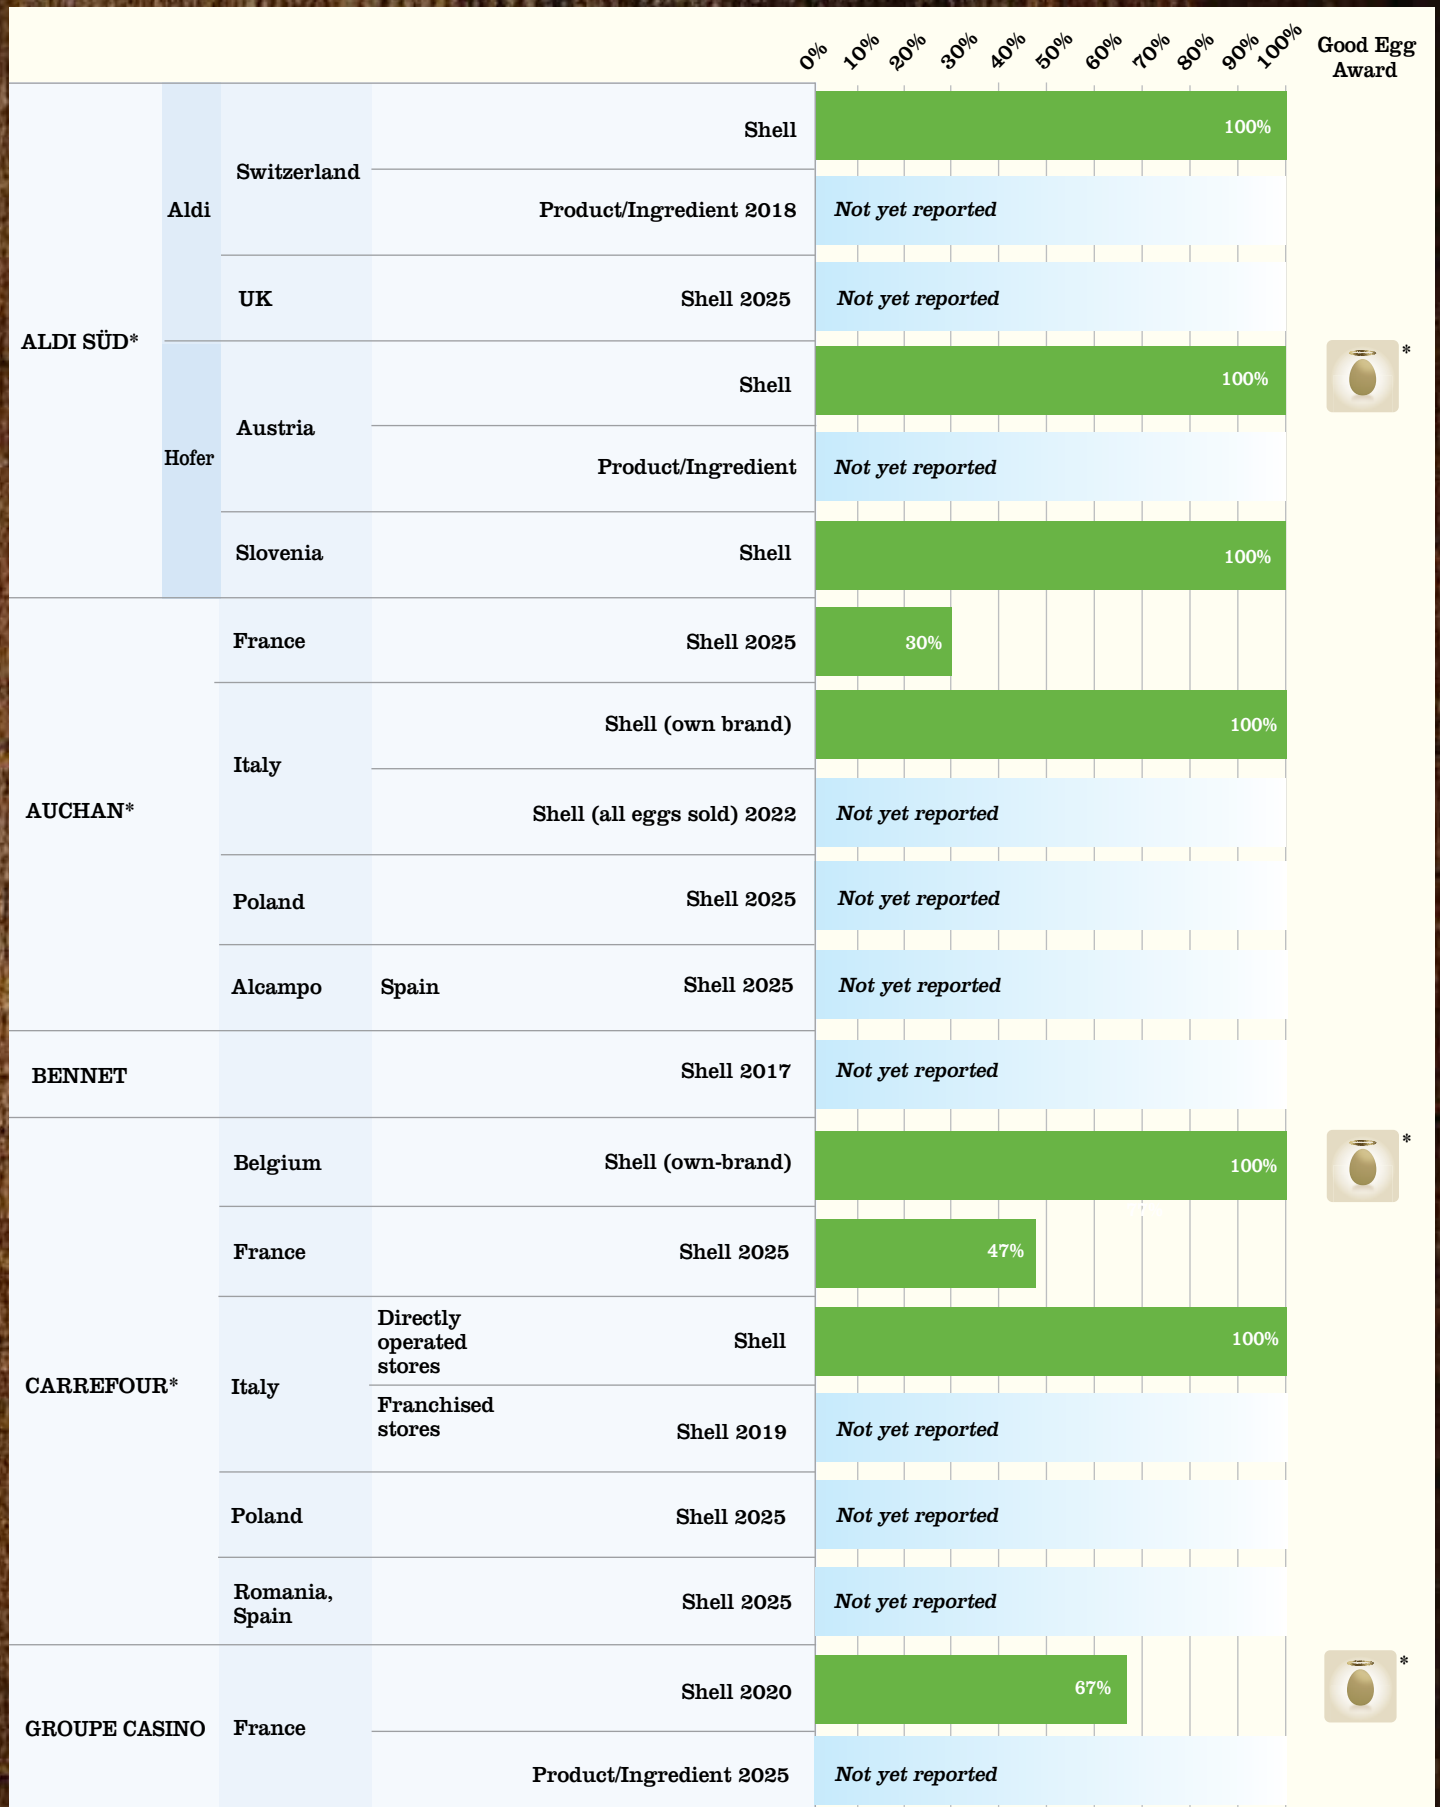 0% 10% 20% 30% 40% 50% 60% 70% 80% 90% 100%
Good Egg
Award
ALDI SÜD*
Aldi
Switzerland
Shell
100%
Product/Ingredient 2018
Not yet reported
UK
Shell 2025
Not yet reported
Hofer
Austria
Shell
100%
*
Product/Ingredient
Not yet reported
Slovenia
Shell
100%
AUCHAN*
France
Shell 2025
30%
Italy
Shell (own brand)
100%
Shell (all eggs sold) 2022
Not yet reported
Poland
Shell 2025
Not yet reported
Alcampo
Spain
Shell 2025
Not yet reported
BENNET
Shell 2017
Not yet reported
CARREFOUR*
Belgium
Shell (own-brand)
100%
*
France
Shell 2025
47%
Italy
Directly
operated
stores
Shell
100%
Franchised
stores
Shell 2019
Not yet reported
Poland
Shell 2025
Not yet reported
Romania,
Spain
Shell 2025
Not yet reported
GROUPE CASINO
France
Shell 2020
67%
*
Product/Ingredient 2025
Not yet reported